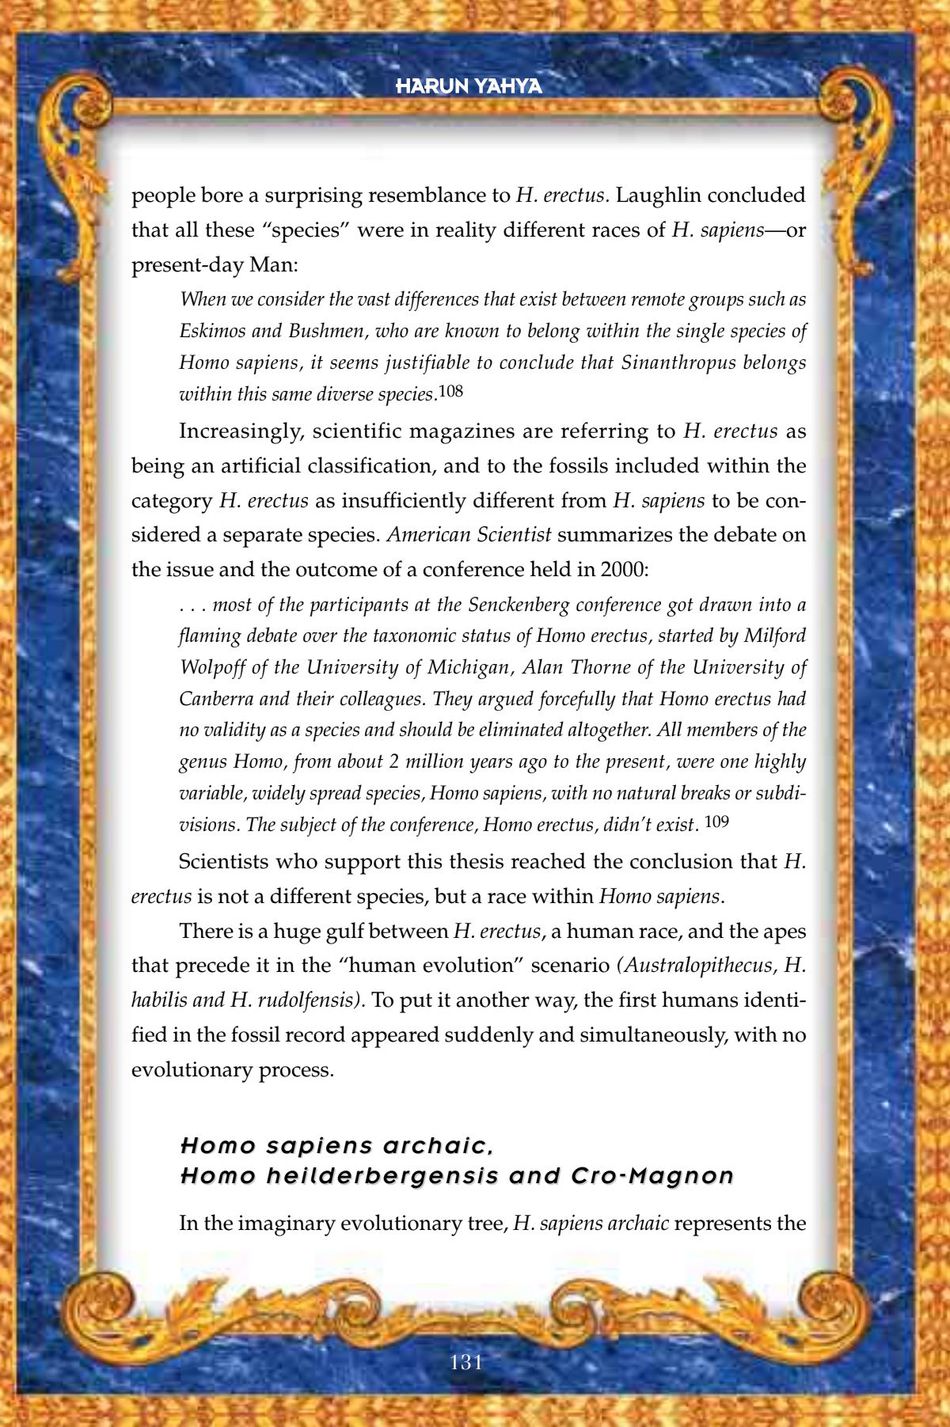 HARUN YAHYA
people bore a surprising resemblance to H. erectus. Laughlin concluded
that all these “species” were in reality different races of H. sapiens—or
present-day Man:
When we consider the vast differences that exist between remote groups such as
Eskimos and Bushmen, who are known to belong within the single species of
Homo sapiens, it seems justifiable to conclude that Sinanthropus belongs
within this same diverse species.108
Increasingly, scientific magazines are referring to H. erectus as
being an artificial classification, and to the fossils included within the
category H. erectus as insufficiently different from H. sapiens to be con-
sidered a separate species. American Scientist summarizes the debate on
the issue and the outcome of a conference held in 2000:
. . . most of the participants at the Senckenberg conference got drawn into a
flaming debate over the taxonomic status of Homo erectus, started by Milford
Wolpoff of the University of Michigan, Alan Thorne of the University of
Canberra and their colleagues. They argued forcefully that Homo erectus had
no validity as a species and should be eliminated altogether. All members of the
genus Homo, from about 2 million years ago to the present, were one highly
variable, widely spread species, Homo sapiens, with no natural breaks or subdi-
visions. The subject of the conference, Homo erectus, didn’t exist. 109
Scientists who support this thesis reached the conclusion that H.
erectus is not a different species, but a race within Homo sapiens.
There is a huge gulf between H. erectus, a human race, and the apes
that precede it in the “human evolution” scenario (Australopithecus, H.
habilis and H. rudolfensis). To put it another way, the first humans identi-
fied in the fossil record appeared suddenly and simultaneously, with no
evolutionary process.
Homo sapiens archaic,
Homo heilderbergensis and Cro-Magnon
In the imaginary evolutionary tree, H. sapiens archaic represents the
131